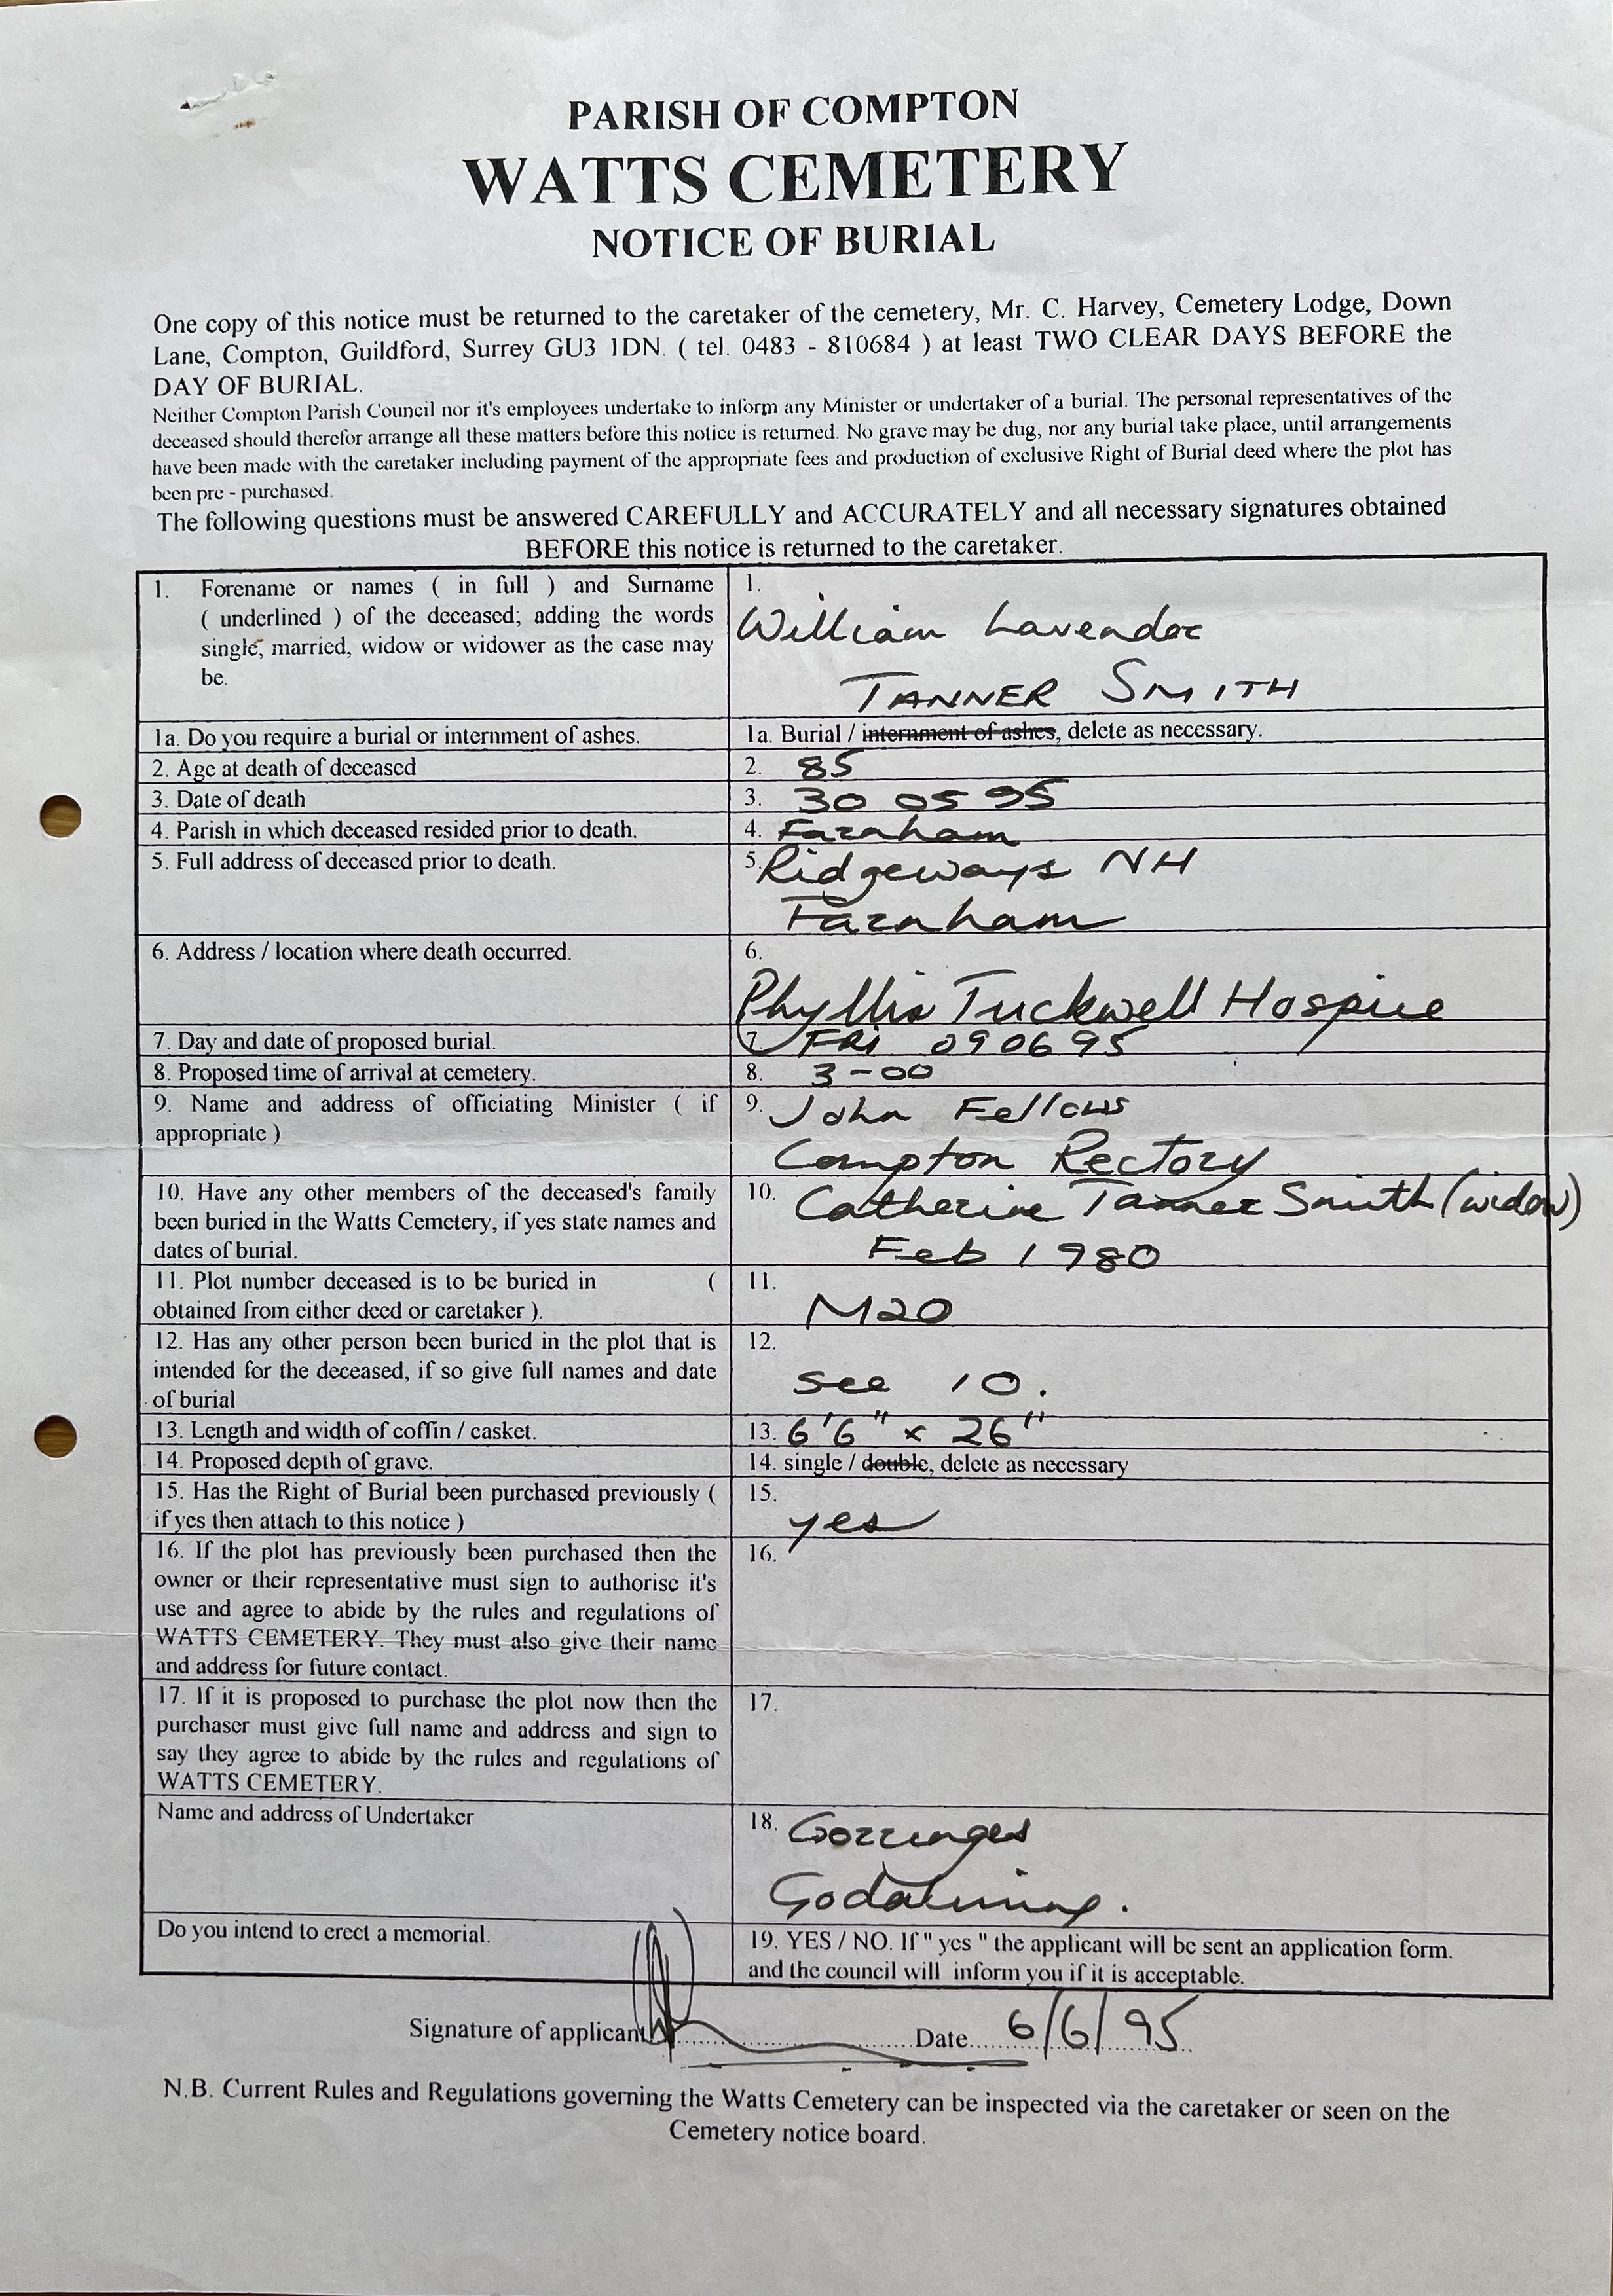 PARISH OF COMPTON
WATTS CEMETERY
NOTICE OF BURIAL
One copy of this notice must be returned to the caretaker of the cemetery, Mr. C. Harvey, Cemetery Lodge, Down
Lane, Compton, Guildford, Surrey GU3 1DN. ( tel. 0483 - 810684 ) at least TWO CLEAR DAYS BEFORE the
DAY OF BURIAL.
Neither Compton Parish Council nor it's employees undertake to inform any Minister or undertaker of a burial. The personal representatives of the
deceased should therefor arrange all these matters before this notice is returned. No grave may be dug, nor any burial take place, until arrangements
have been made with the caretaker including payment of the appropriate fees and production of exclusive Right of Burial deed where the plot has
been pre - purchased.
The following questions must be answered CAREFULLY and ACCURATELY and all necessary signatures obtained
BEFORE this notice is returned to the caretaker.
1. Forename or names ( in full ) and Surname
( underlined ) of the deceased; adding the words
single, married, widow or widower as the case may
be.
1.
William Lavender
TANNER SMITH
1a. Do you require a burial or internment of ashes.
1a. Burial / internment of ashes, delete as necessary.
2. Age at death of deceased
2. 85
3. Date of death
3. 30 05 95
4. Parish in which deceased resided prior to death.
4. Farnham
5. Full address of deceased prior to death.
5. Ridgeways NH
Farnham
6. Address / location where death occurred.
6.
Phyllis Tuckwell Hospice
7. Day and date of proposed burial.
7. FRI 090695
8. Proposed time of arrival at cemetery.
8. 3-00
9. Name and address of officiating Minister ( if
appropriate )
9. John Fellows
Compton Rectory
10. Have any other members of the deceased's family
been buried in the Watts Cemetery, if yes state names and
dates of burial.
10. Catherine Tanner Smith (widow)
Feb 1980
11. Plot number deceased is to be buried in (
obtained from either deed or caretaker ).
11.
M20
12. Has any other person been buried in the plot that is
intended for the deceased, if so give full names and date
of burial
12.
see 10.
13. Length and width of coffin / casket.
13. 6'6" x 26"
14. Proposed depth of grave.
14. single / double, delete as necessary
15. Has the Right of Burial been purchased previously (
if yes then attach to this notice )
15.
yes
16. If the plot has previously been purchased then the
owner or their representative must sign to authorise it's
use and agree to abide by the rules and regulations of
WATTS CEMETERY. They must also give their name
and address for future contact.
16.
17. If it is proposed to purchase the plot now then the
purchaser must give full name and address and sign to
say they agree to abide by the rules and regulations of
WATTS CEMETERY.
17.
Name and address of Undertaker
18. Gorringes
Godalming.
Do you intend to erect a memorial.
19. YES / NO. If " yes " the applicant will be sent an application form.
and the council will inform you if it is acceptable.
Signature of applicant Date 6/6/95
N.B. Current Rules and Regulations governing the Watts Cemetery can be inspected via the caretaker or seen on the
Cemetery notice board.